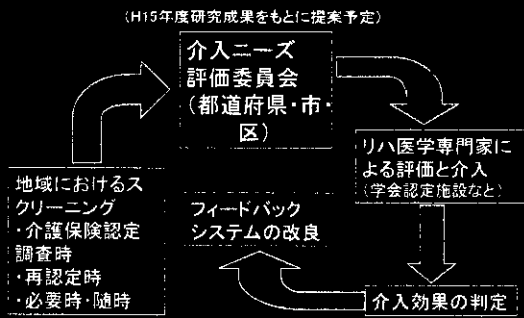 (H15年度研究成果をもとに提案予定)
介入ニーズ
評価委員会
(都道府県・市・
区)
リハ医学専門家に
よる評価と介入
(学会認定施設など)
地域におけるス
クリーニング
・介護保険認定
調査時
・再認定時
・必要時・随時
フィードバック
システムの改良
介入効果の判定